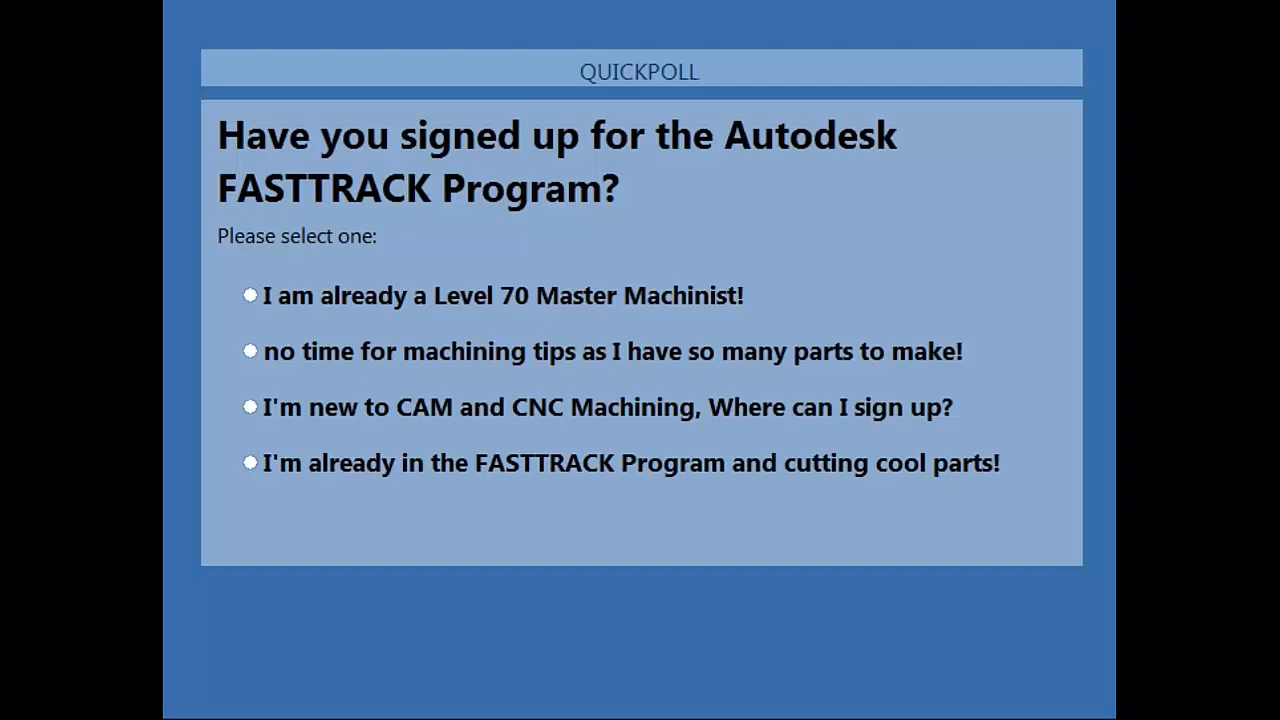 QUICKPOLL
Have you signed up for the Autodesk
FASTTRACK Program?
Please select one:
I am already a Level 70 Master Machinist!
no time for machining tips as I have so many parts to make!
I'm new to CAM and CNC Machining, Where can I sign up?
I'm already in the FASTTRACK Program and cutting cool parts!